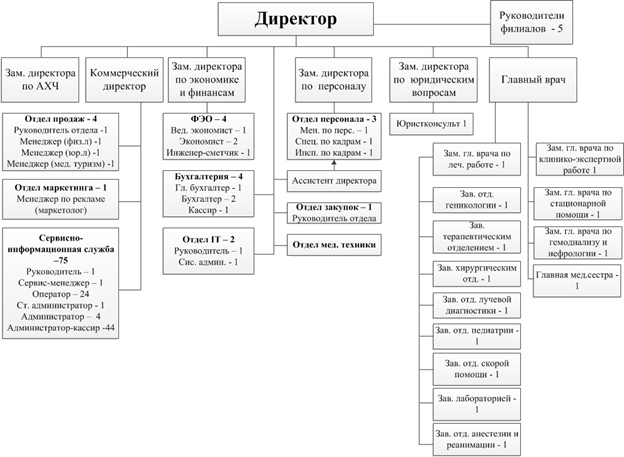 Директор
Руководители
филиалов - 5
Зам. директора
по АХЧ
Коммерческий
директор
Зам. директора
по экономике
и финансам
Зам. директора
по персоналу
Зам. директора
по юридическим
вопросам
Главный врач
Отдел продаж - 4
Руководитель отдела -1
Менеджер (физ.л) -1
Менеджер (юр.л) -1
Менеджер (мед. туризм) -1
Отдел маркетинга – 1
Менеджер по рекламе
(маркетолог)
Сервисно-
информационная служба
–75
Руководитель – 1
Сервис-менеджер – 1
Оператор – 24
Ст. администратор – 1
Администратор – 4
Администратор-кассир -44
ФЭО – 4
Вед. экономист – 1
Экономист – 2
Инженер-сметчик - 1
Бухгалтерия – 4
Гл. бухгалтер - 1
Бухгалтер – 2
Кассир - 1
Отдел IT – 2
Руководитель – 1
Сис. админ. - 1
Отдел персонала - 3
Мен. по перс. – 1
Спец. по кадрам - 1
Инсп. по кадрам - 1
Ассистент директора
Отдел закупок – 1
Руководитель отдела
Отдел мед. техники
Юристконсульт 1
Зам. гл. врача по
леч. работе - 1
Зав. отд.
геникологии - 1
Зав.
терапевтическим
отделением - 1
Зав. хирургическим
отд. - 1
Зав. отд. лучевой
диагностики - 1
Зав. отд. педиатрии -
1
Зав. отд. скорой
помощи - 1
Зав. лабораторией -
1
Зав. отд. анестезии и
реанимации - 1
Зам. гл. врача по
клинико-экспертной
работе 1
Зам. гл. врача по
стационарной
помощи - 1
Зам. гл. врача по
гемодиализу и
нефрологии - 1
Главная мед.сестра -
1